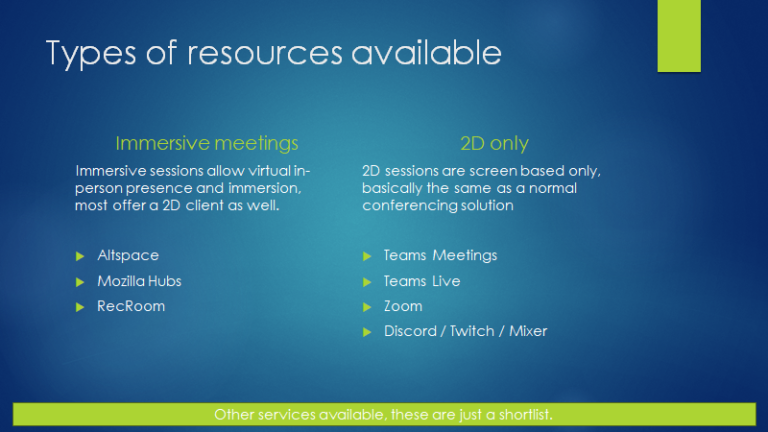 Types of resources available
Immersive meetings
Immersive sessions allow virtual in-
person presence and immersion,
most offer a 2D client as well.
Altspace
Mozilla Hubs
RecRoom
2D only
2D sessions are screen based only,
basically the same as a normal
conferencing solution
Teams Meetings
Teams Live
Zoom
Discord / Twitch / Mixer
Other services available, these are just a shortlist.